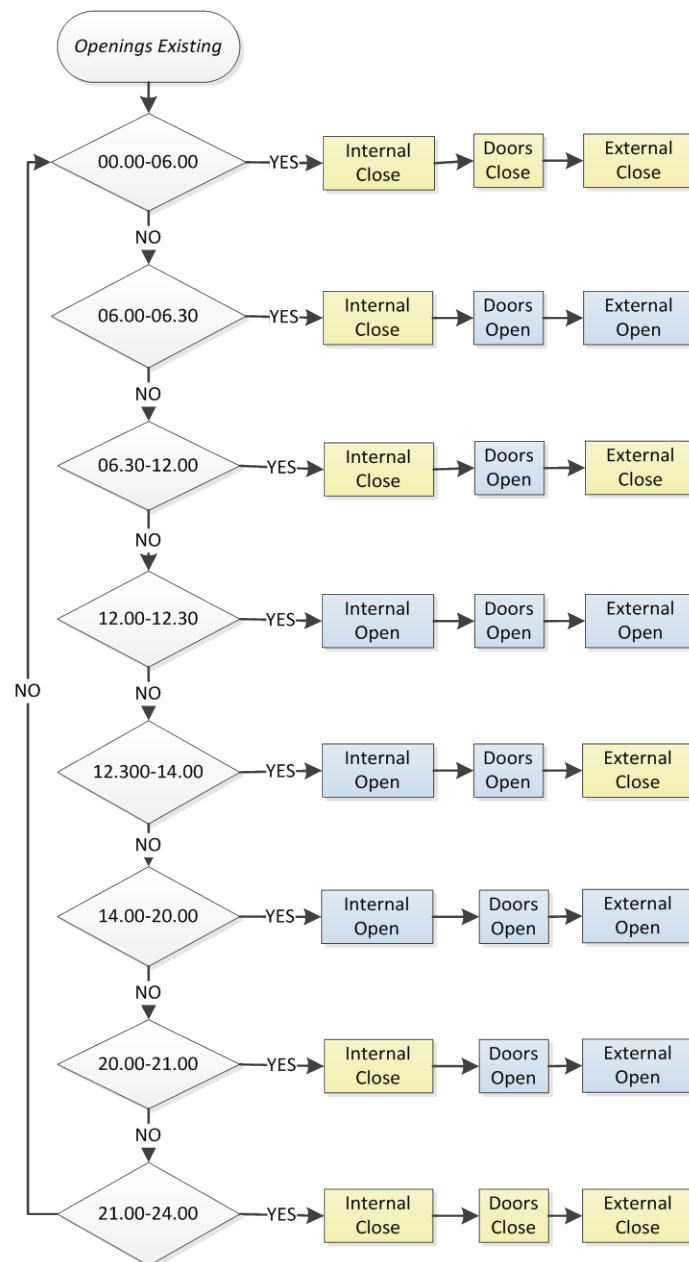 Openings Existing
00.00-06.00
YES
Internal
Close
Doors
Close
External
Close
NO
06.00-06.30
YES
Internal
Close
Doors
Open
External
Open
NO
06.30-12.00
YES
Internal
Close
Doors
Open
External
Close
NO
12.00-12.30
YES
Internal
Open
Doors
Open
External
Open
NO
NO
12.300-14.00
YES
Internal
Open
Doors
Open
External
Close
NO
14.00-20.00
YES
Internal
Open
Doors
Open
External
Open
NO
20.00-21.00
YES
Internal
Close
Doors
Open
External
Open
NO
21.00-24.00
YES
Internal
Close
Doors
Close
External
Close